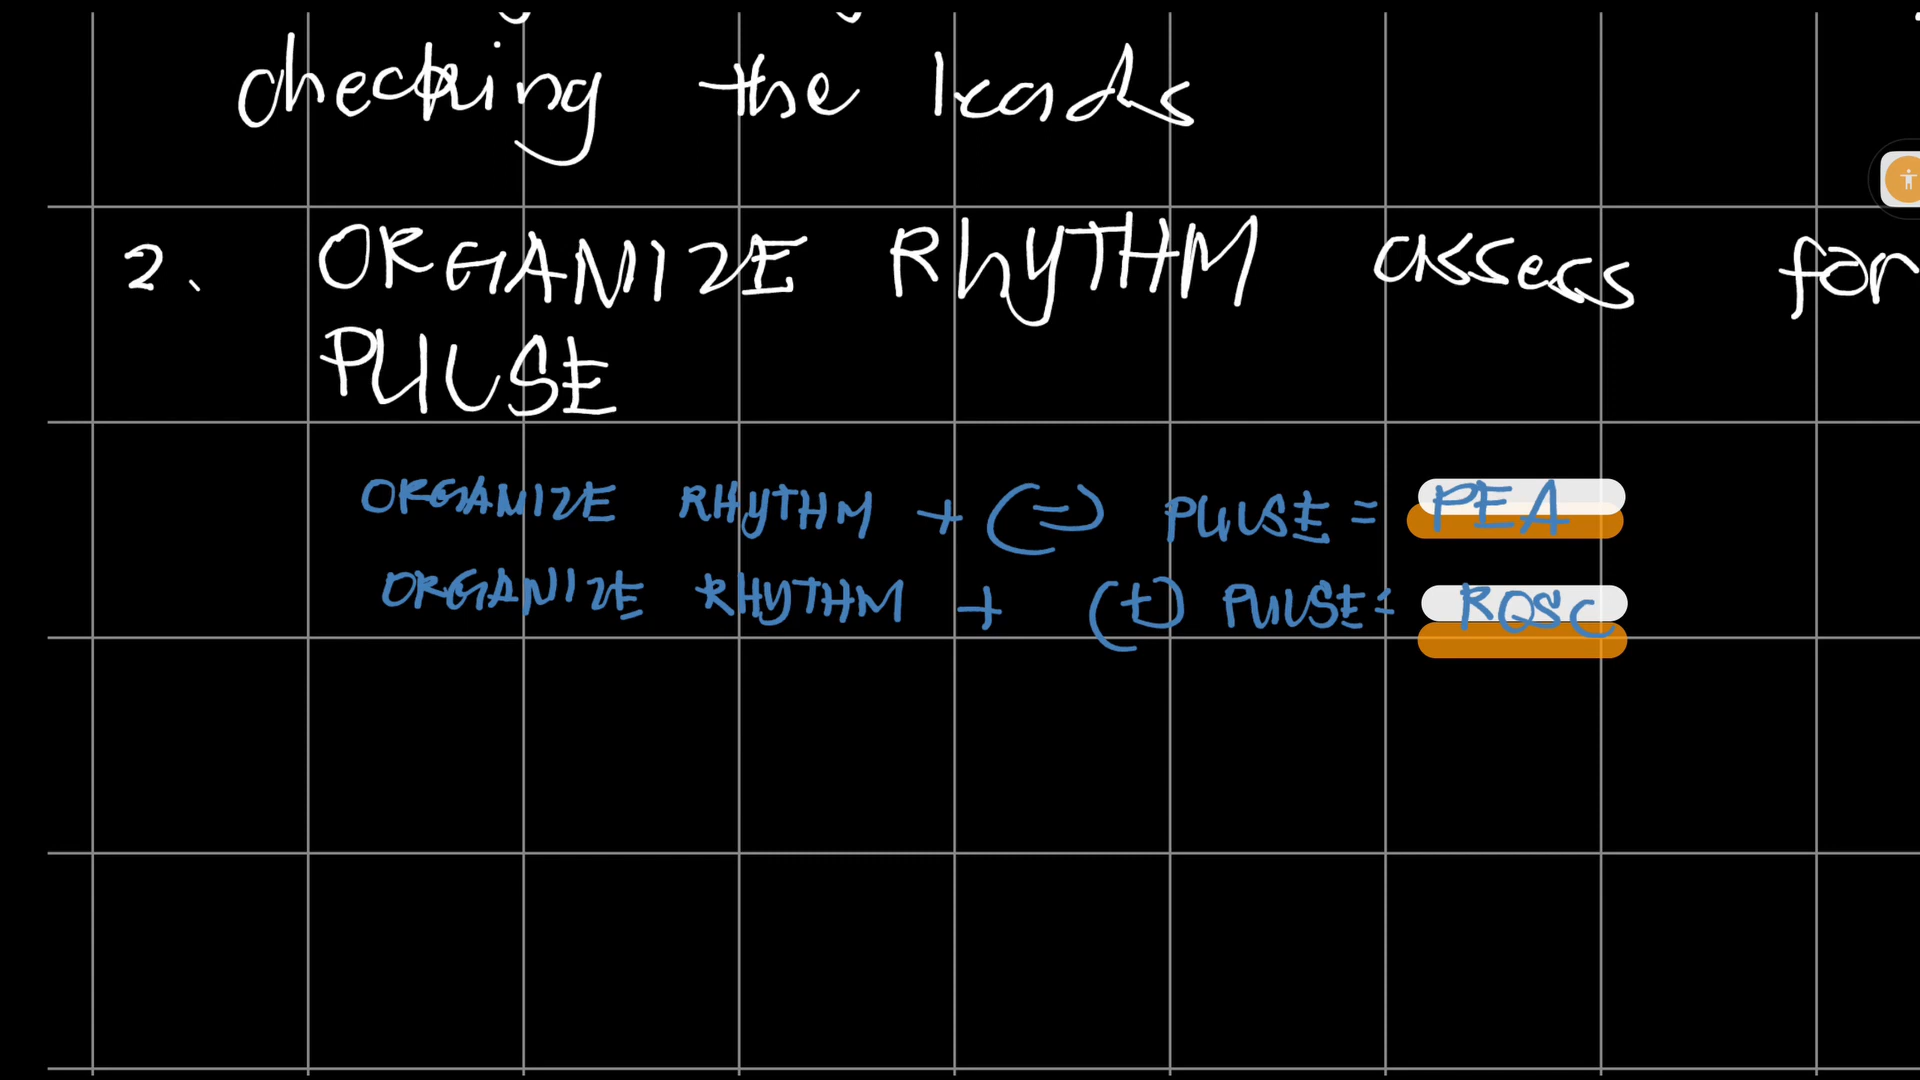 checking the leads
2. ORGANIZE RhYTHM assess for
PULSE
ORGANIZE RHYTHM + (-) PULSE = PEA
ORGANIZE RHYTHM + (+) PULSE = ROSC